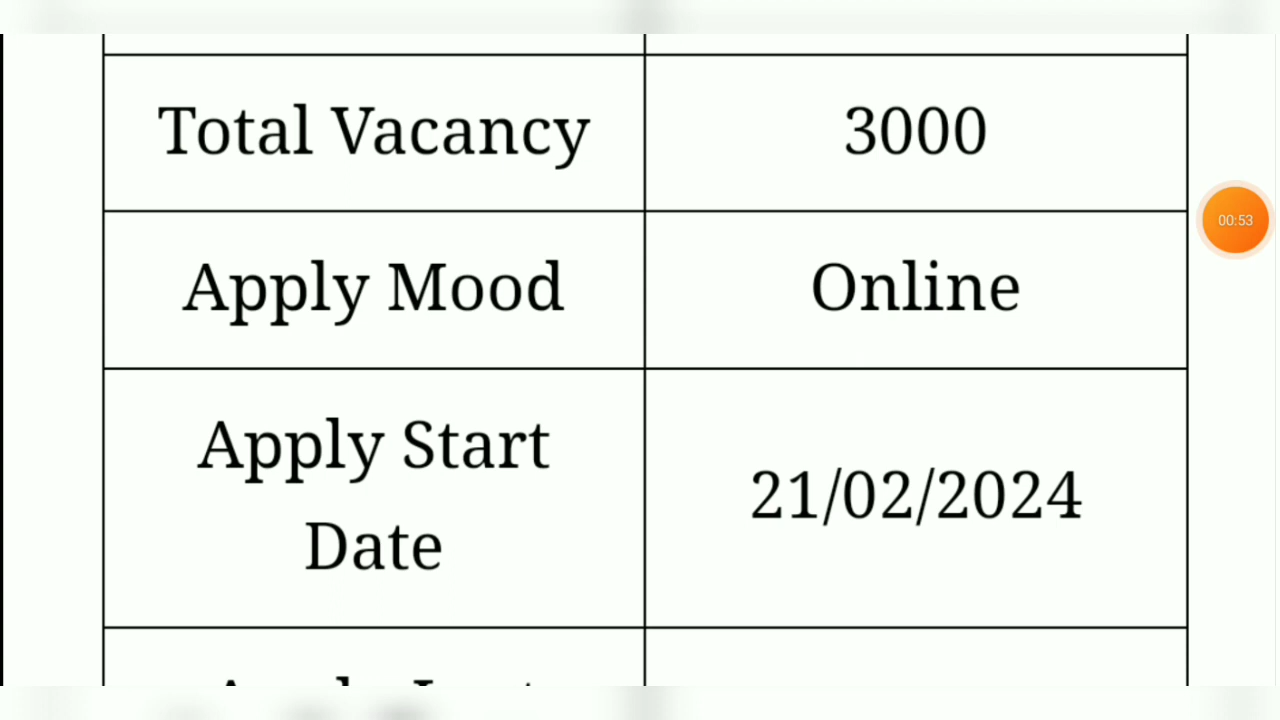 Total Vacancy 3000
Apply Mood Online
Apply Start
Date
21/02/2024
00:53